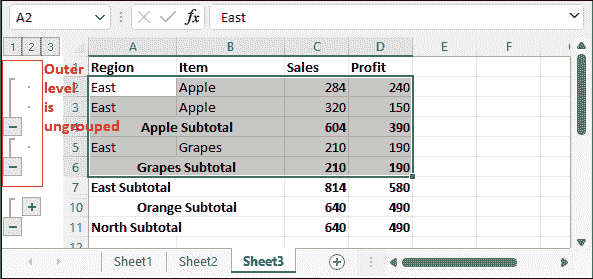 A2 fx East
1 2 3 A B C D E F
1 Region Item Sales Profit
2 East Apple 284 240
3 East Apple 320 150
Apple Subtotal 604 390
5 East Grapes 210 190
6 Grapes Subtotal 210 190
7 East Subtotal 814 580
10 Orange Subtotal 640 490
11 North Subtotal 640 490
12
Outer
level
is
ungrouped
Sheet1 Sheet2 Sheet3